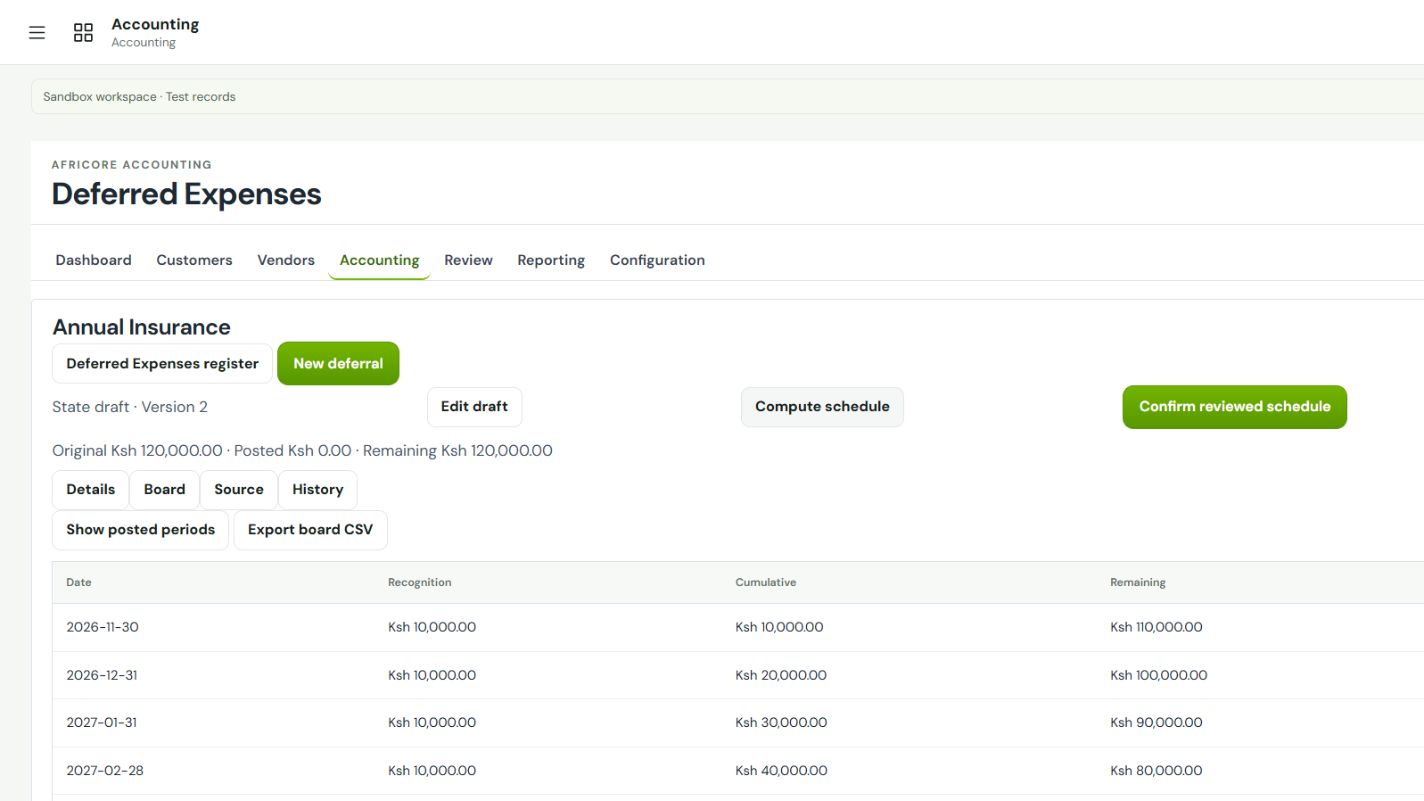 Accounting
Accounting
Sandbox workspace · Test records
AFRICORE ACCOUNTING
Deferred Expenses
Dashboard Customers Vendors Accounting Review Reporting Configuration
Annual Insurance
Deferred Expenses register New deferral
State draft · Version 2 Edit draft Compute schedule Confirm reviewed schedule
Original Ksh 120,000.00 · Posted Ksh 0.00 · Remaining Ksh 120,000.00
Details Board Source History
Show posted periods Export board CSV
Date Recognition Cumulative Remaining
2026-11-30 Ksh 10,000.00 Ksh 10,000.00 Ksh 110,000.00
2026-12-31 Ksh 10,000.00 Ksh 20,000.00 Ksh 100,000.00
2027-01-31 Ksh 10,000.00 Ksh 30,000.00 Ksh 90,000.00
2027-02-28 Ksh 10,000.00 Ksh 40,000.00 Ksh 80,000.00